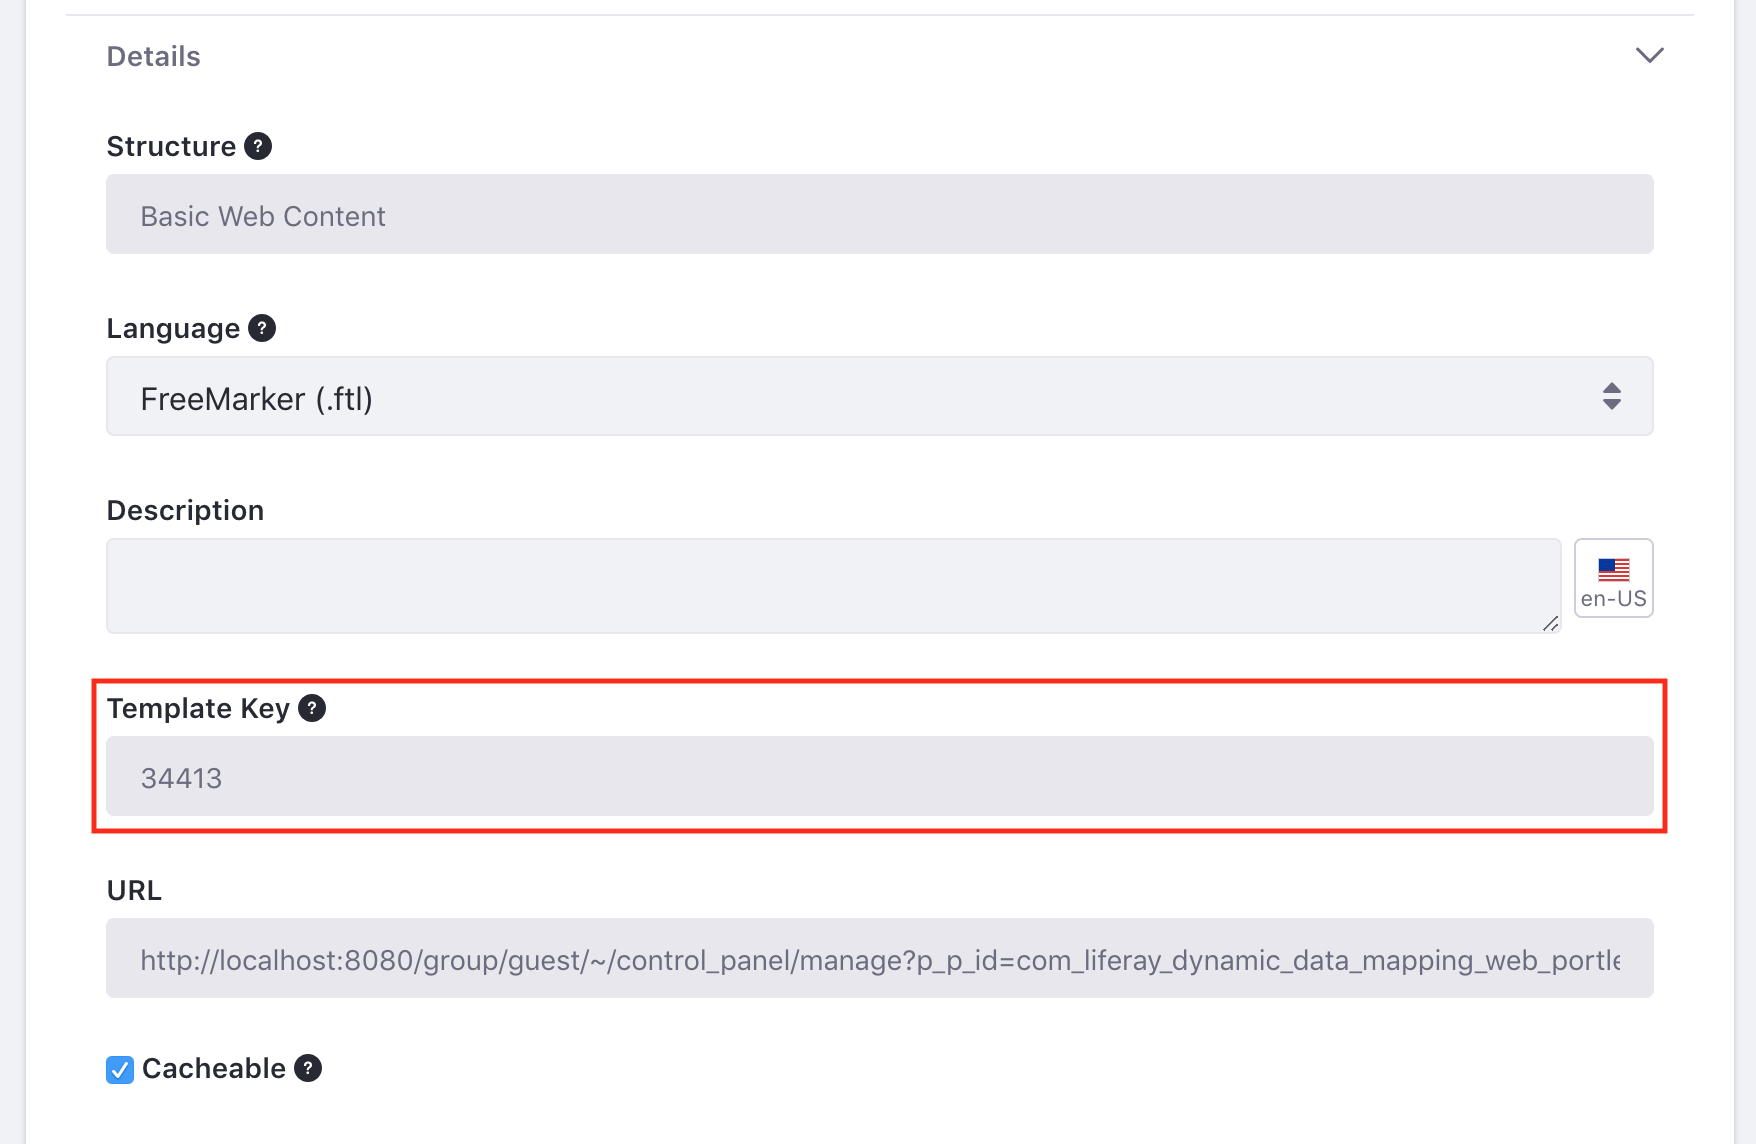 Details
Structure ?
Basic Web Content
Language ?
FreeMarker (.ftl)
Description
en-US
Template Key ?
34413
URL
http://localhost:8080/group/guest/~/control_panel/manage?p_p_id=com_liferay_dynamic_data_mapping_web_portle
Cacheable ?